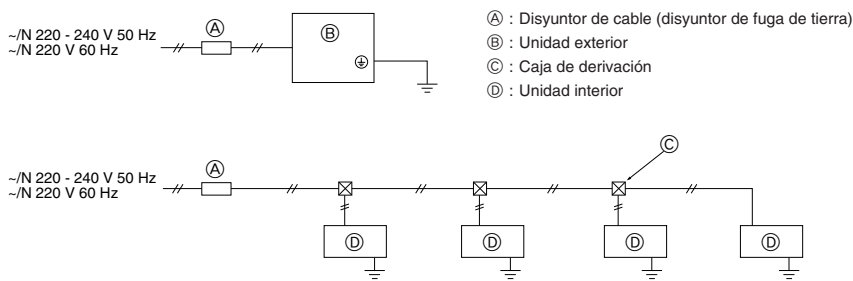 ~/N 220 - 240 V 50 Hz
~/N 220 V 60 Hz
Ⓐ
Ⓑ
Ⓐ : Disyuntor de cable (disyuntor de fuga de tierra)
Ⓑ : Unidad exterior
Ⓒ : Caja de derivación
Ⓓ : Unidad interior
~/N 220 - 240 V 50 Hz
~/N 220 V 60 Hz
Ⓐ
Ⓒ
Ⓓ Ⓓ Ⓓ Ⓓ